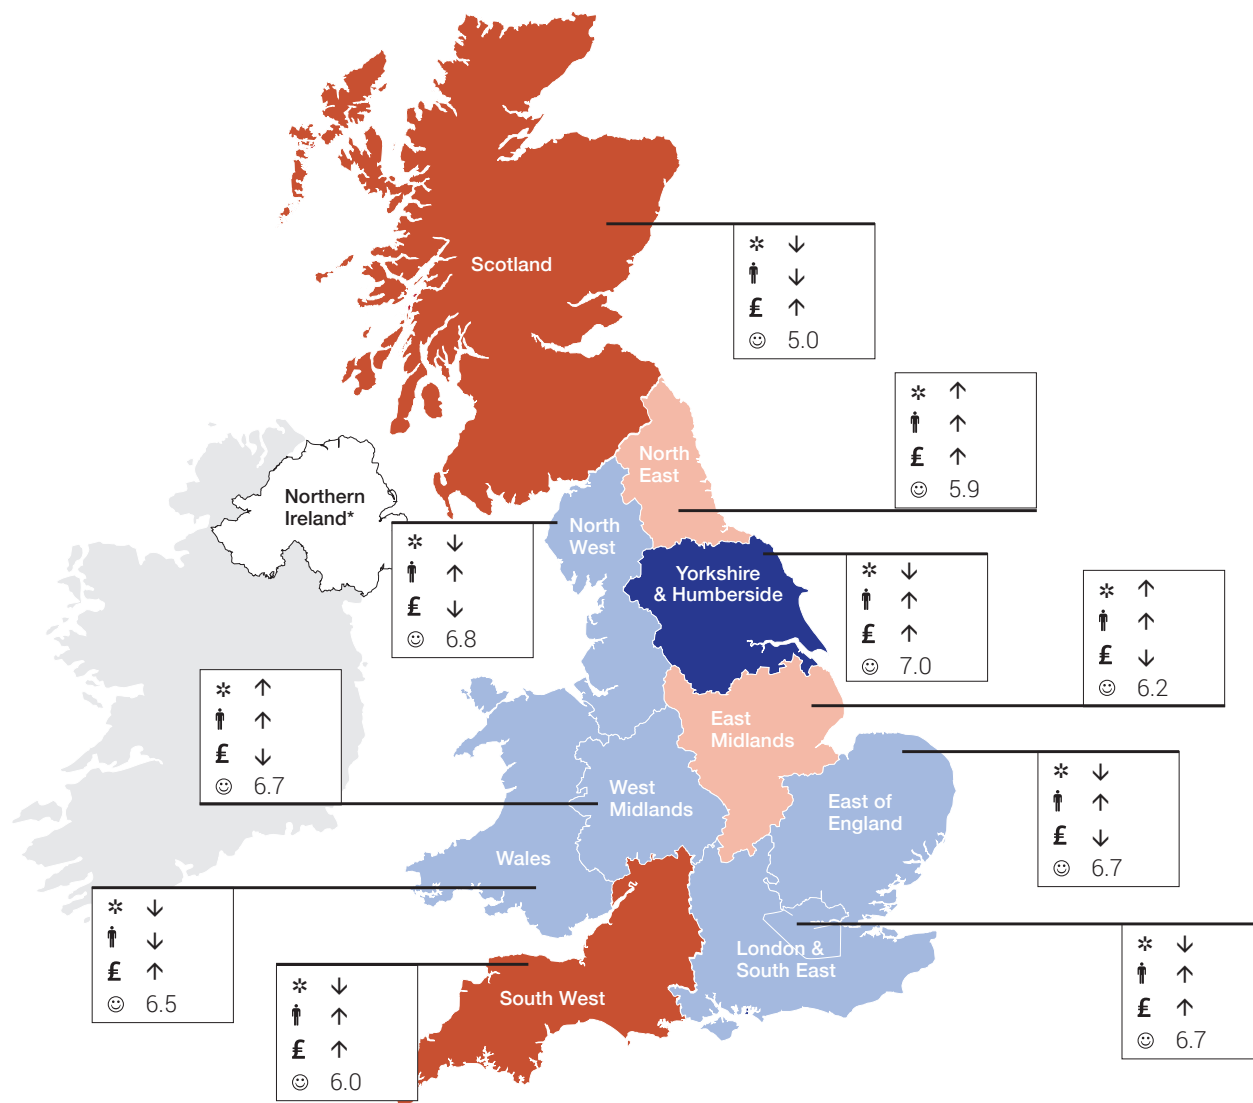 ✲ ↓
↓
Scotland
£ ↑
☺ 5.0
✲ ↑
↑
North
East
£ ↑
☺ 5.9
Northern
Ireland*
North
West
✲ ↓
↑
£ ↓
☺ 6.8
Yorkshire
& Humberside
✲ ↓
↑
£ ↑
☺ 7.0
✲ ↑
↑
£ ↓
☺ 6.2
✲ ↑
↑
£ ↓
☺ 6.7
East
Midlands
West
Midlands
East of
England
✲ ↓
↑
£ ↓
☺ 6.7
Wales
✲ ↓
↓
£ ↑
☺ 6.5
London &
South East
✲ ↓
↑
£ ↑
☺ 6.7
South West
✲ ↓
↑
£ ↑
☺ 6.0